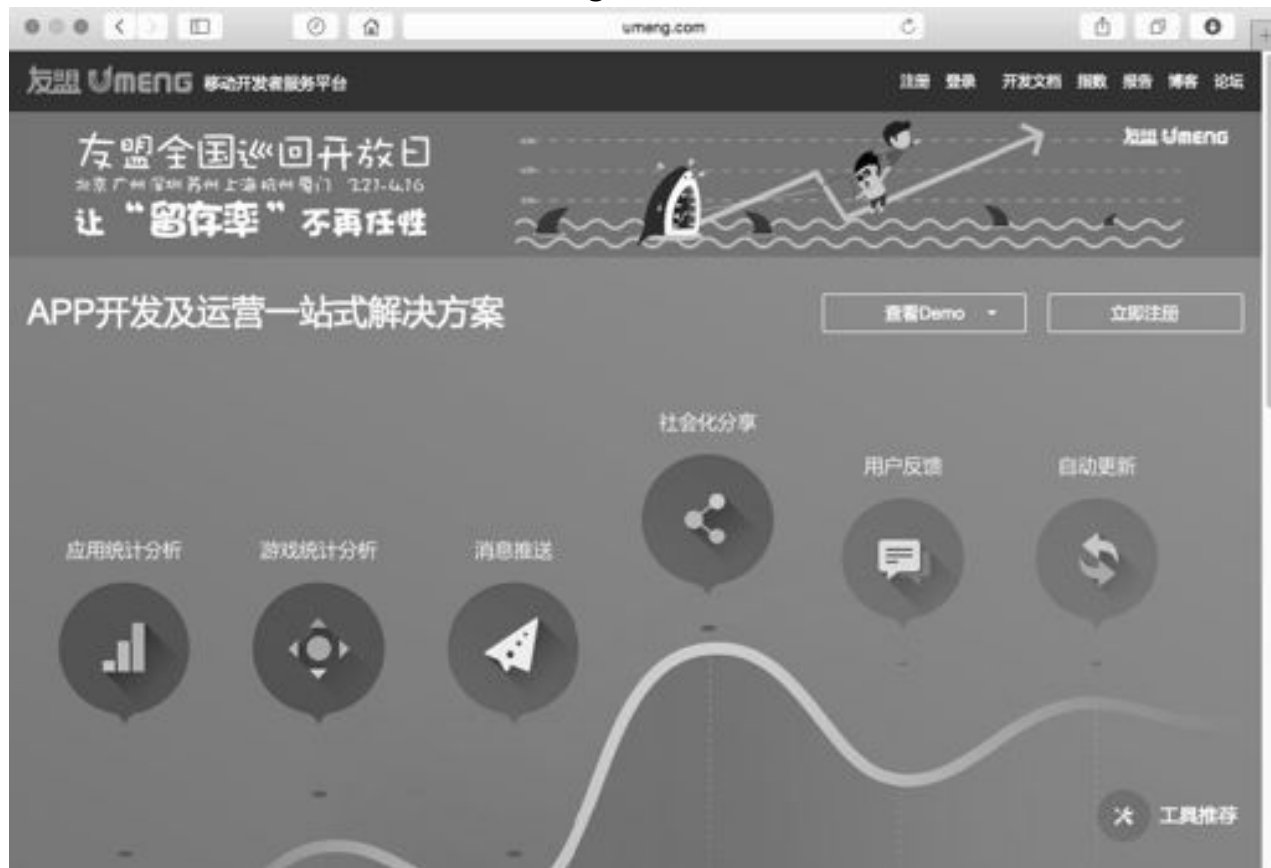 umeng.com
友盟 Umeng 移动开发者服务平台
注册 登录 开发文档 指数 报告 博客 论坛
友盟全国巡回开放日
北京 广州 深圳 苏州 上海 杭州 厦门
让“留存率”不再任性
友盟 Umeng
APP开发及运营一站式解决方案
查看Demo
立即注册
社会化分享
用户反馈
自动更新
应用统计分析
游戏统计分析
消息推送
工具推荐